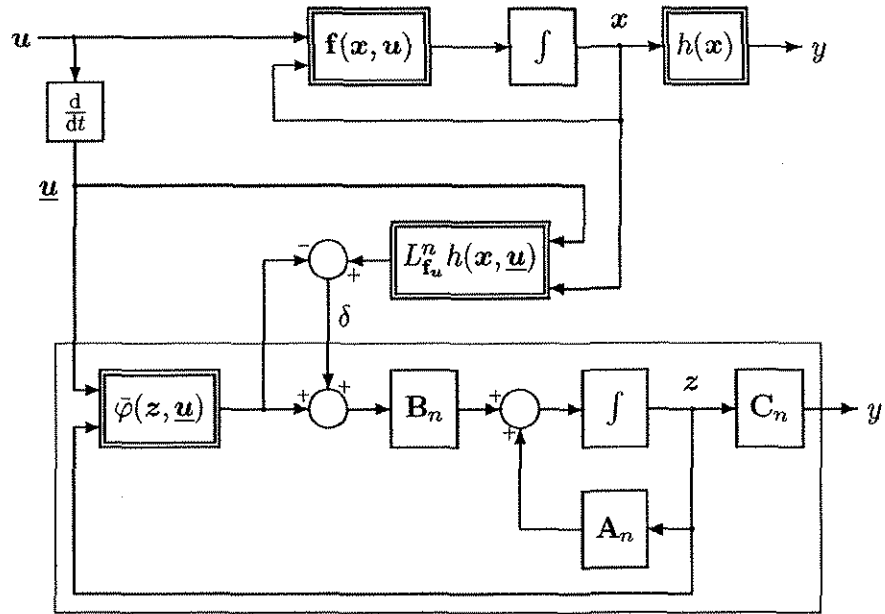 u
f(x, u)
∫
x
h(x)
y
d/dt
u̲
L^n_{f_u} h(x, u̲)
−
+
δ
φ̄(z, u̲)
+
+
B_n
+
+
∫
z
C_n
y
A_n